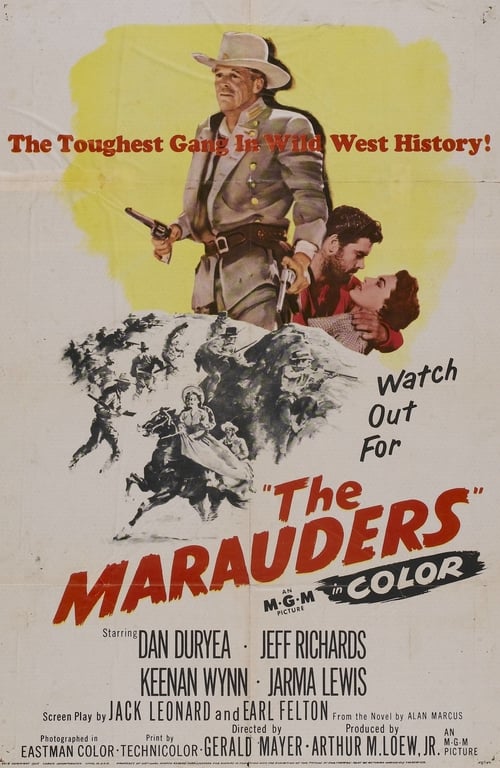 The Toughest Gang In Wild West History!
Watch
Out
For
"The
MARAUDERS"
AN
M-G-M
PICTURE
in COLOR
Starring DAN DURYEA · JEFF RICHARDS
KEENAN WYNN · JARMA LEWIS
Screen Play by JACK LEONARD and EARL FELTON From the Novel by ALAN MARCUS
Photographed in EASTMAN COLOR · Print by TECHNICOLOR · Directed by GERALD MAYER · Produced by ARTHUR M. LOEW, JR. AN M-G-M PICTURE